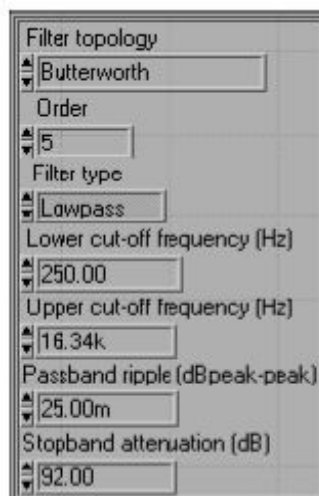 Filter topology
Butterworth
Order
5
Filter type
Lowpass
Lower cut-off frequency (Hz)
250.00
Upper cut-off frequency (Hz)
16.34k
Passband ripple (dBpeak-peak)
25.00m
Stopband attenuation (dB)
92.00